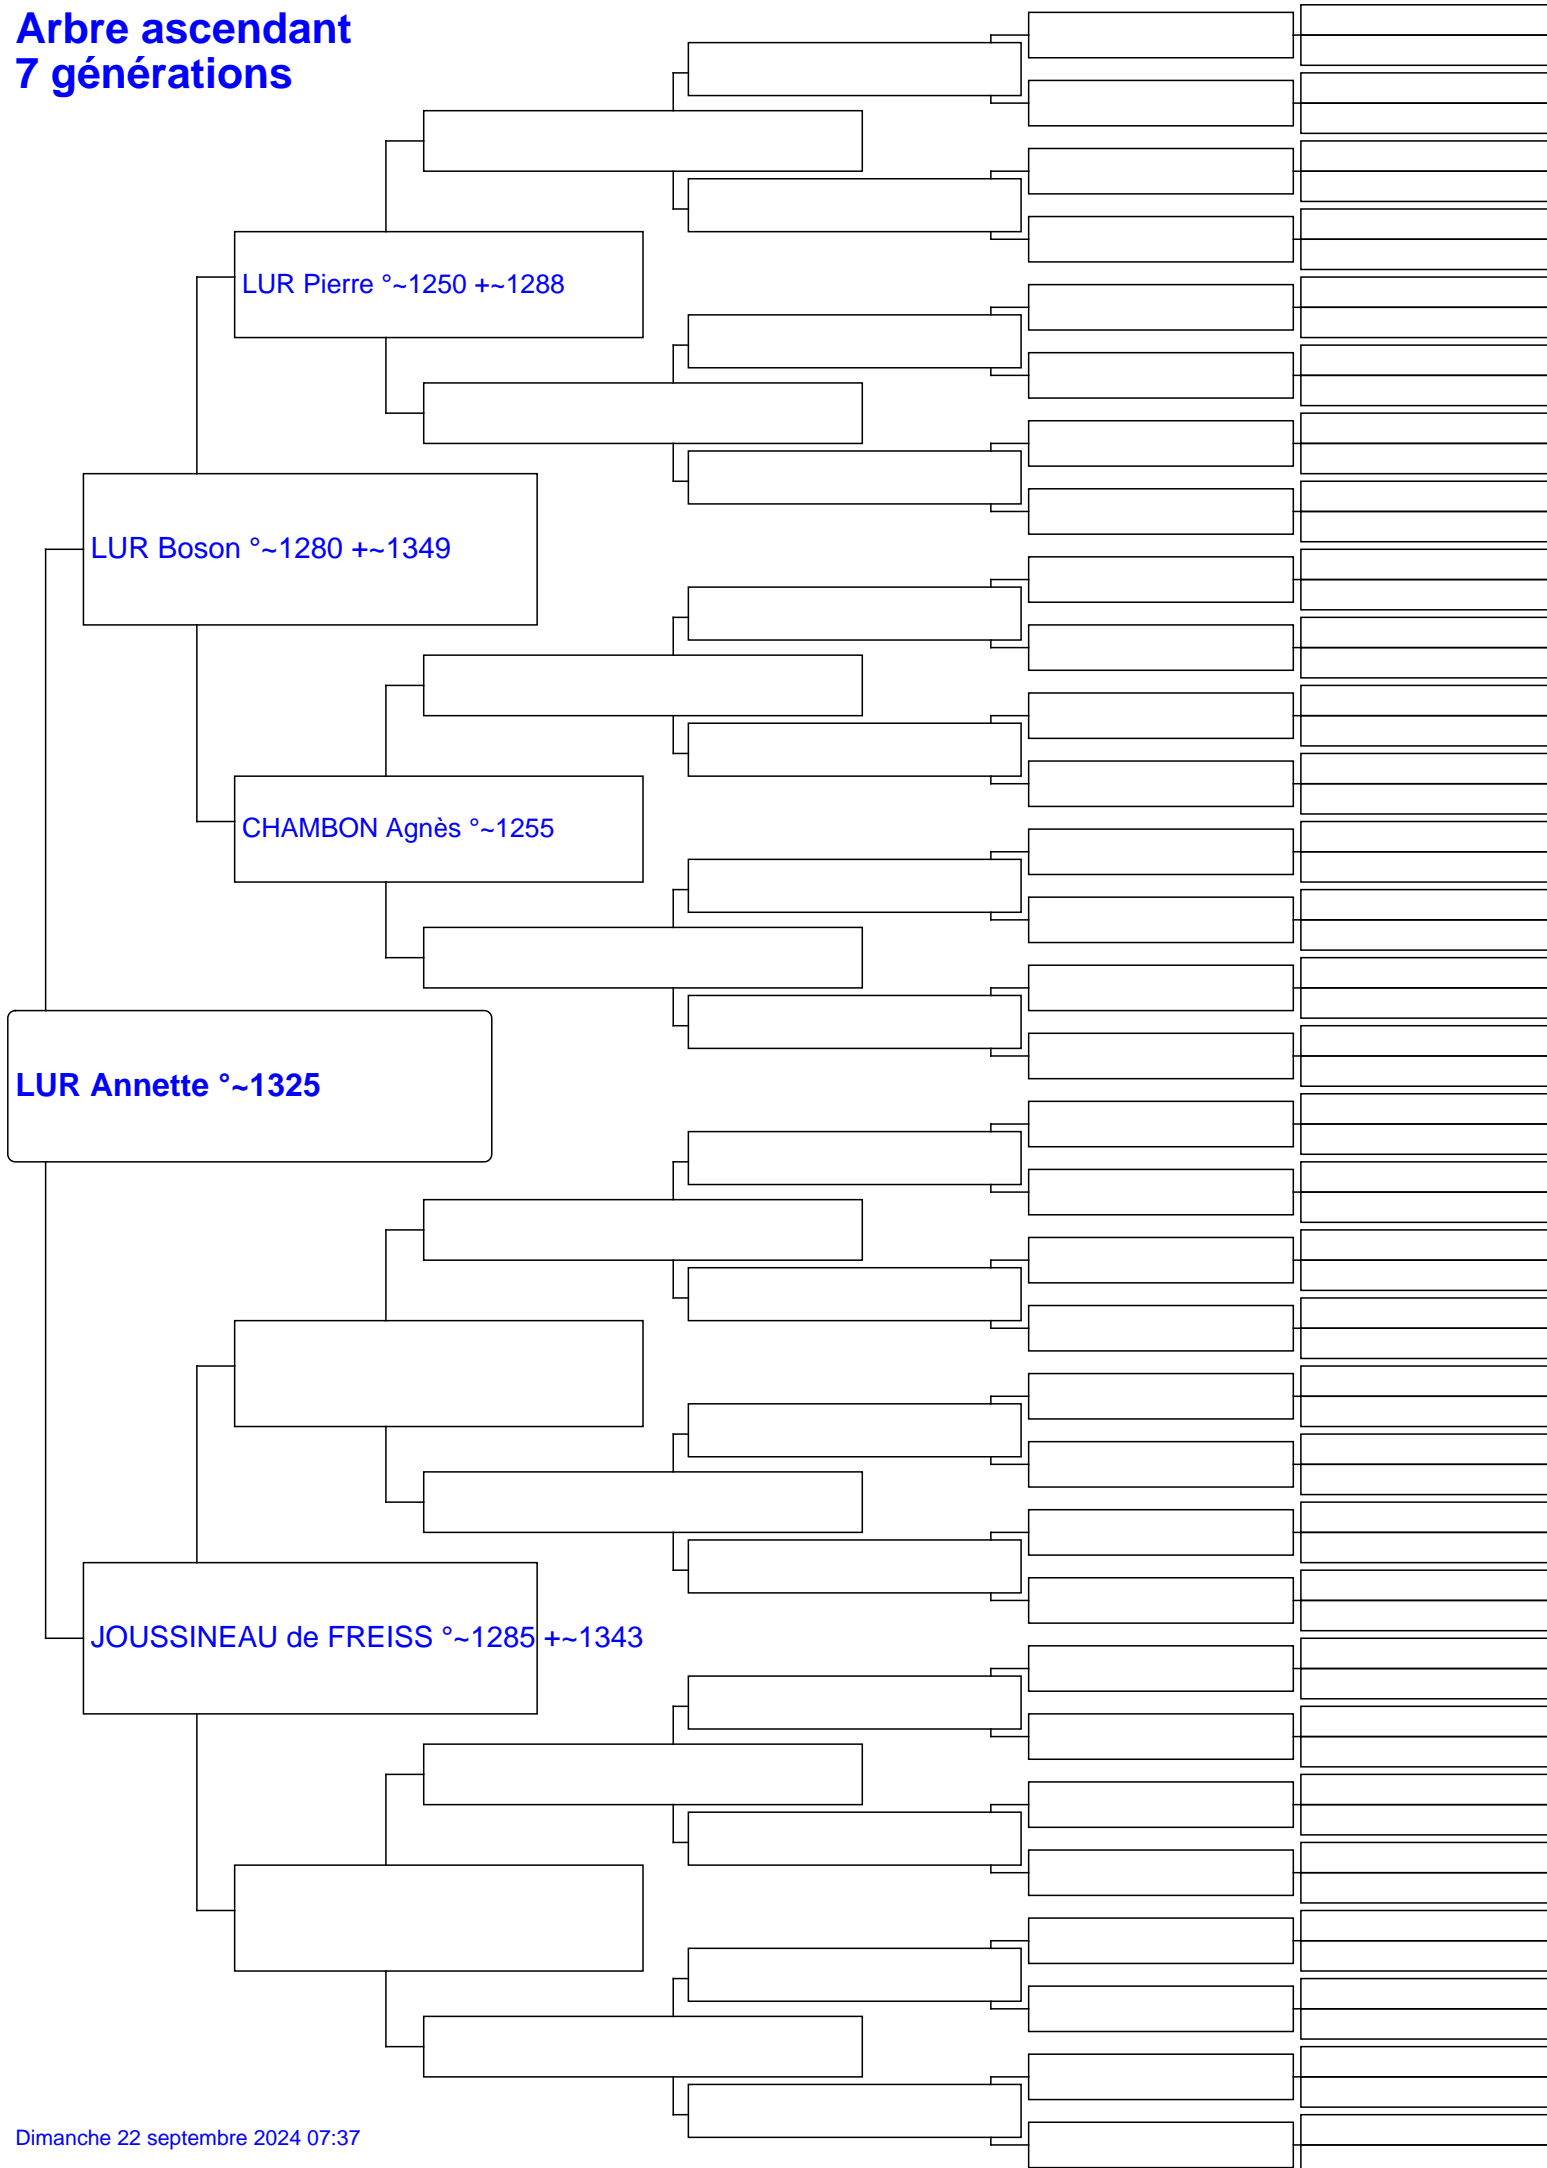 Arbre ascendant
7 générations
LUR Pierre °~1250 +~1288
LUR Boson °~1280 +~1349
CHAMBON Agnès °~1255
LUR Annette °~1325
JOUSSINEAU de FREISS °~1285 +~1343
Dimanche 22 septembre 2024 07:37